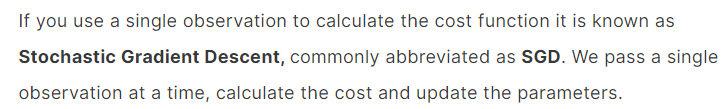 If you use a single observation to calculate the cost function it is known as
Stochastic Gradient Descent, commonly abbreviated as SGD. We pass a single
observation at a time, calculate the cost and update the parameters.